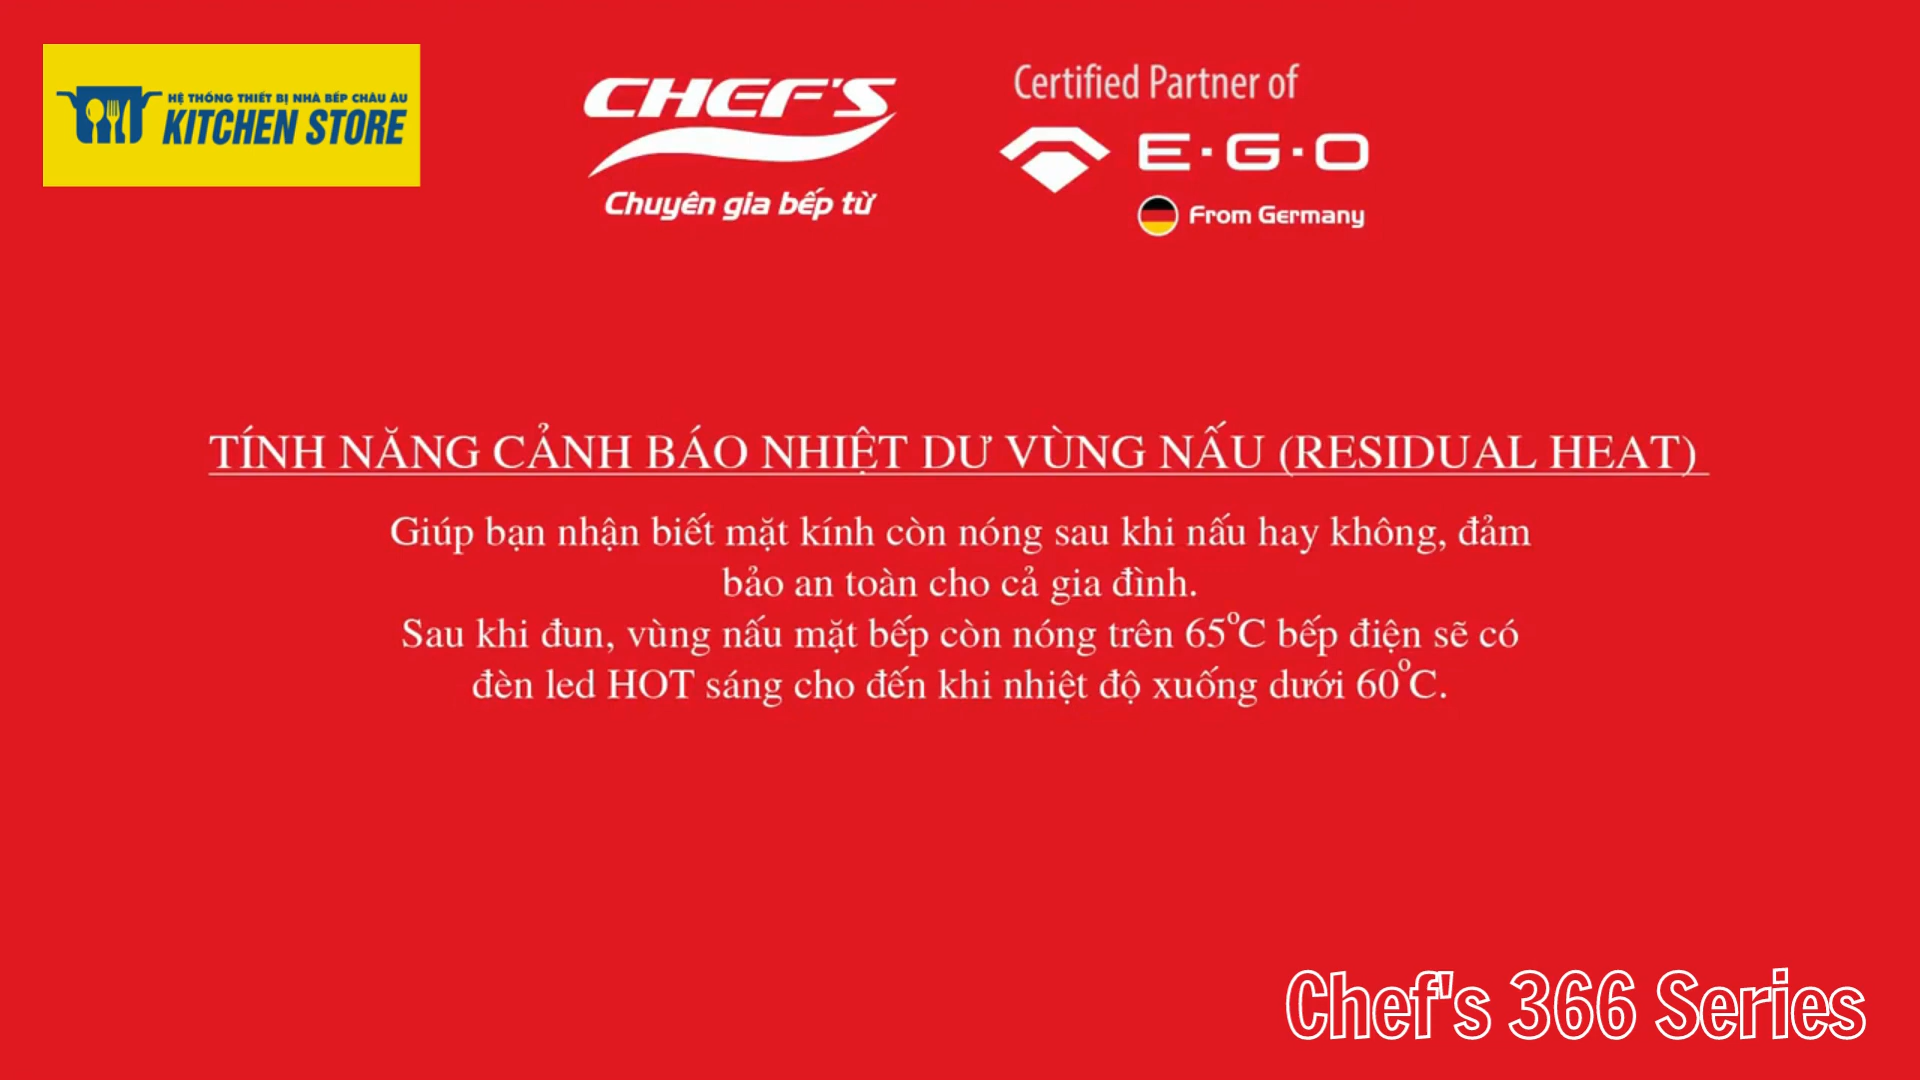 HỆ THỐNG THIẾT BỊ NHÀ BẾP CHÂU ÂU
KITCHEN STORE
CHEF'S
Chuyên gia bếp từ
Certified Partner of
E·G·O
From Germany
TÍNH NĂNG CẢNH BÁO NHIỆT DƯ VÙNG NẤU (RESIDUAL HEAT)
Giúp bạn nhận biết mặt kính còn nóng sau khi nấu hay không, đảm
bảo an toàn cho cả gia đình.
Sau khi đun, vùng nấu mặt bếp còn nóng trên 65°C bếp điện sẽ có
đèn led HOT sáng cho đến khi nhiệt độ xuống dưới 60°C.
Chef's 366 Series